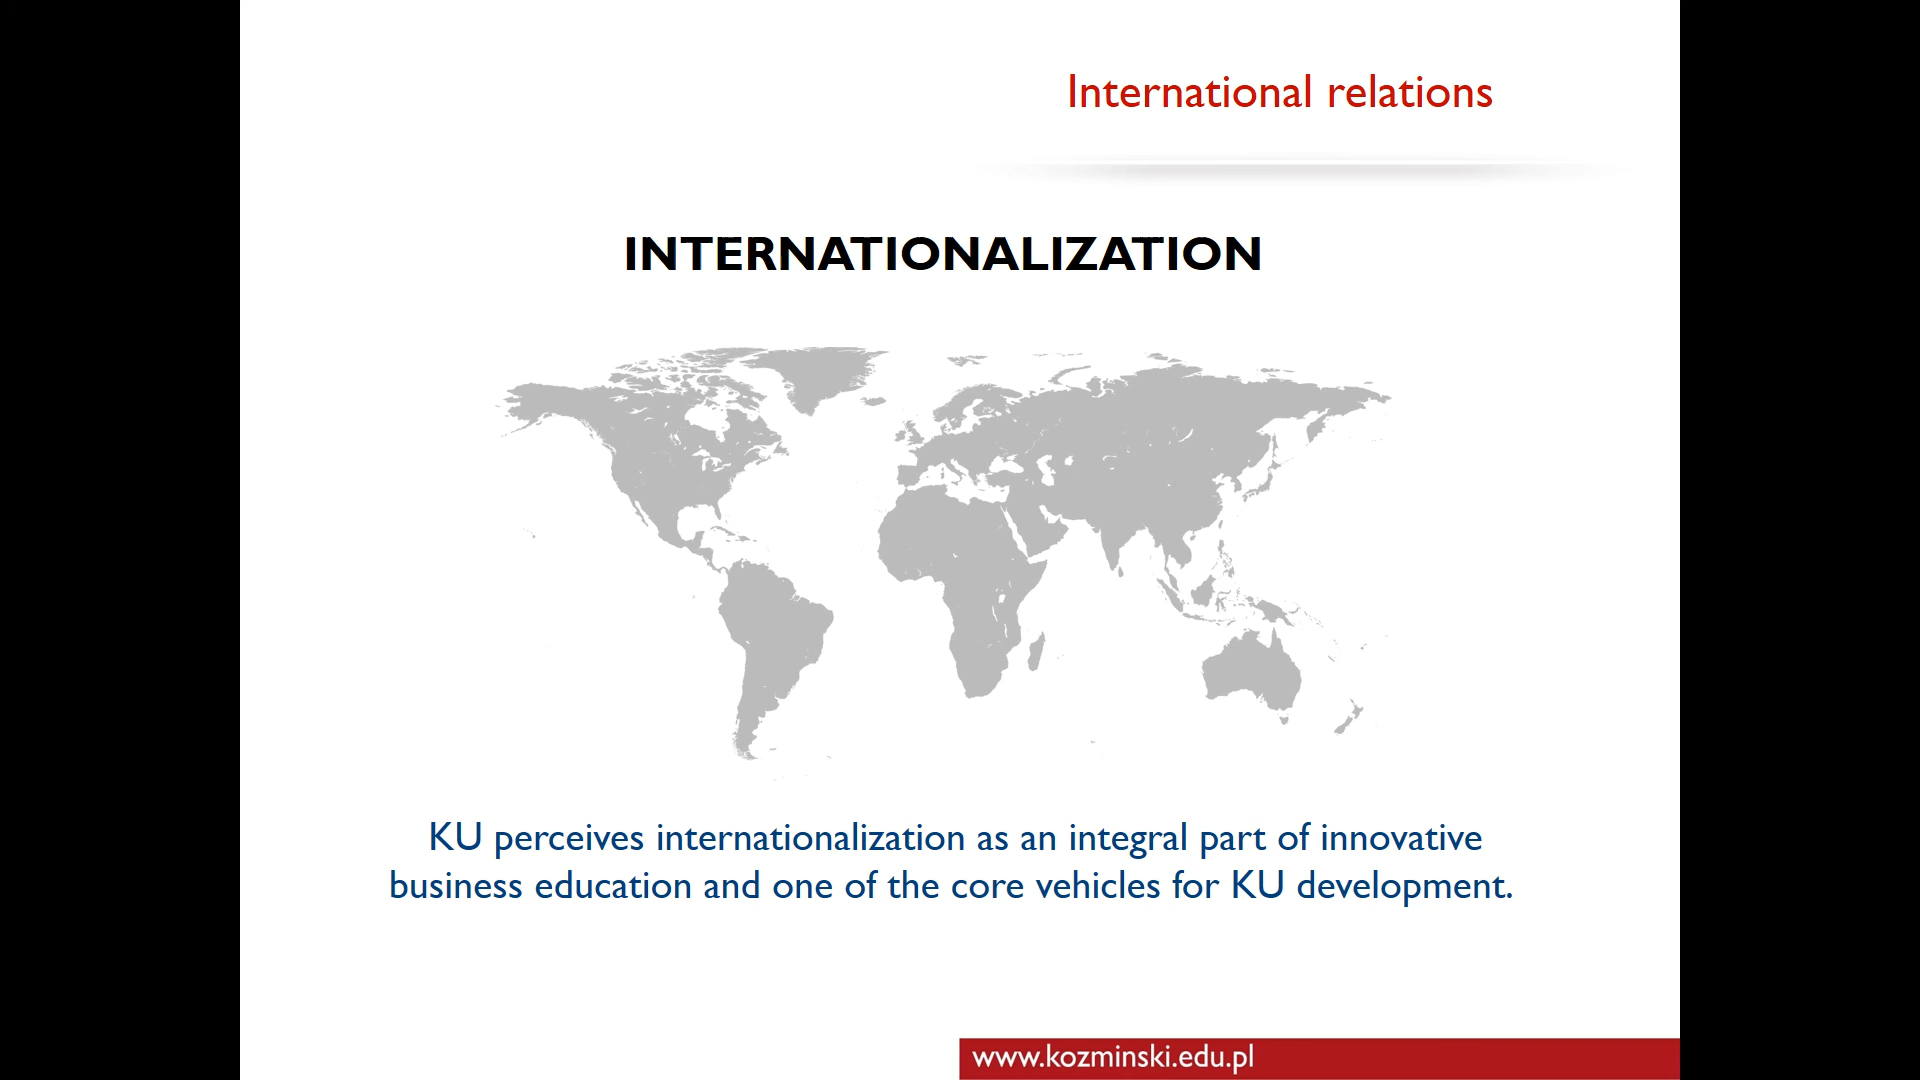 International relations
INTERNATIONALIZATION
KU perceives internationalization as an integral part of innovative
business education and one of the core vehicles for KU development.
www.kozminski.edu.pl